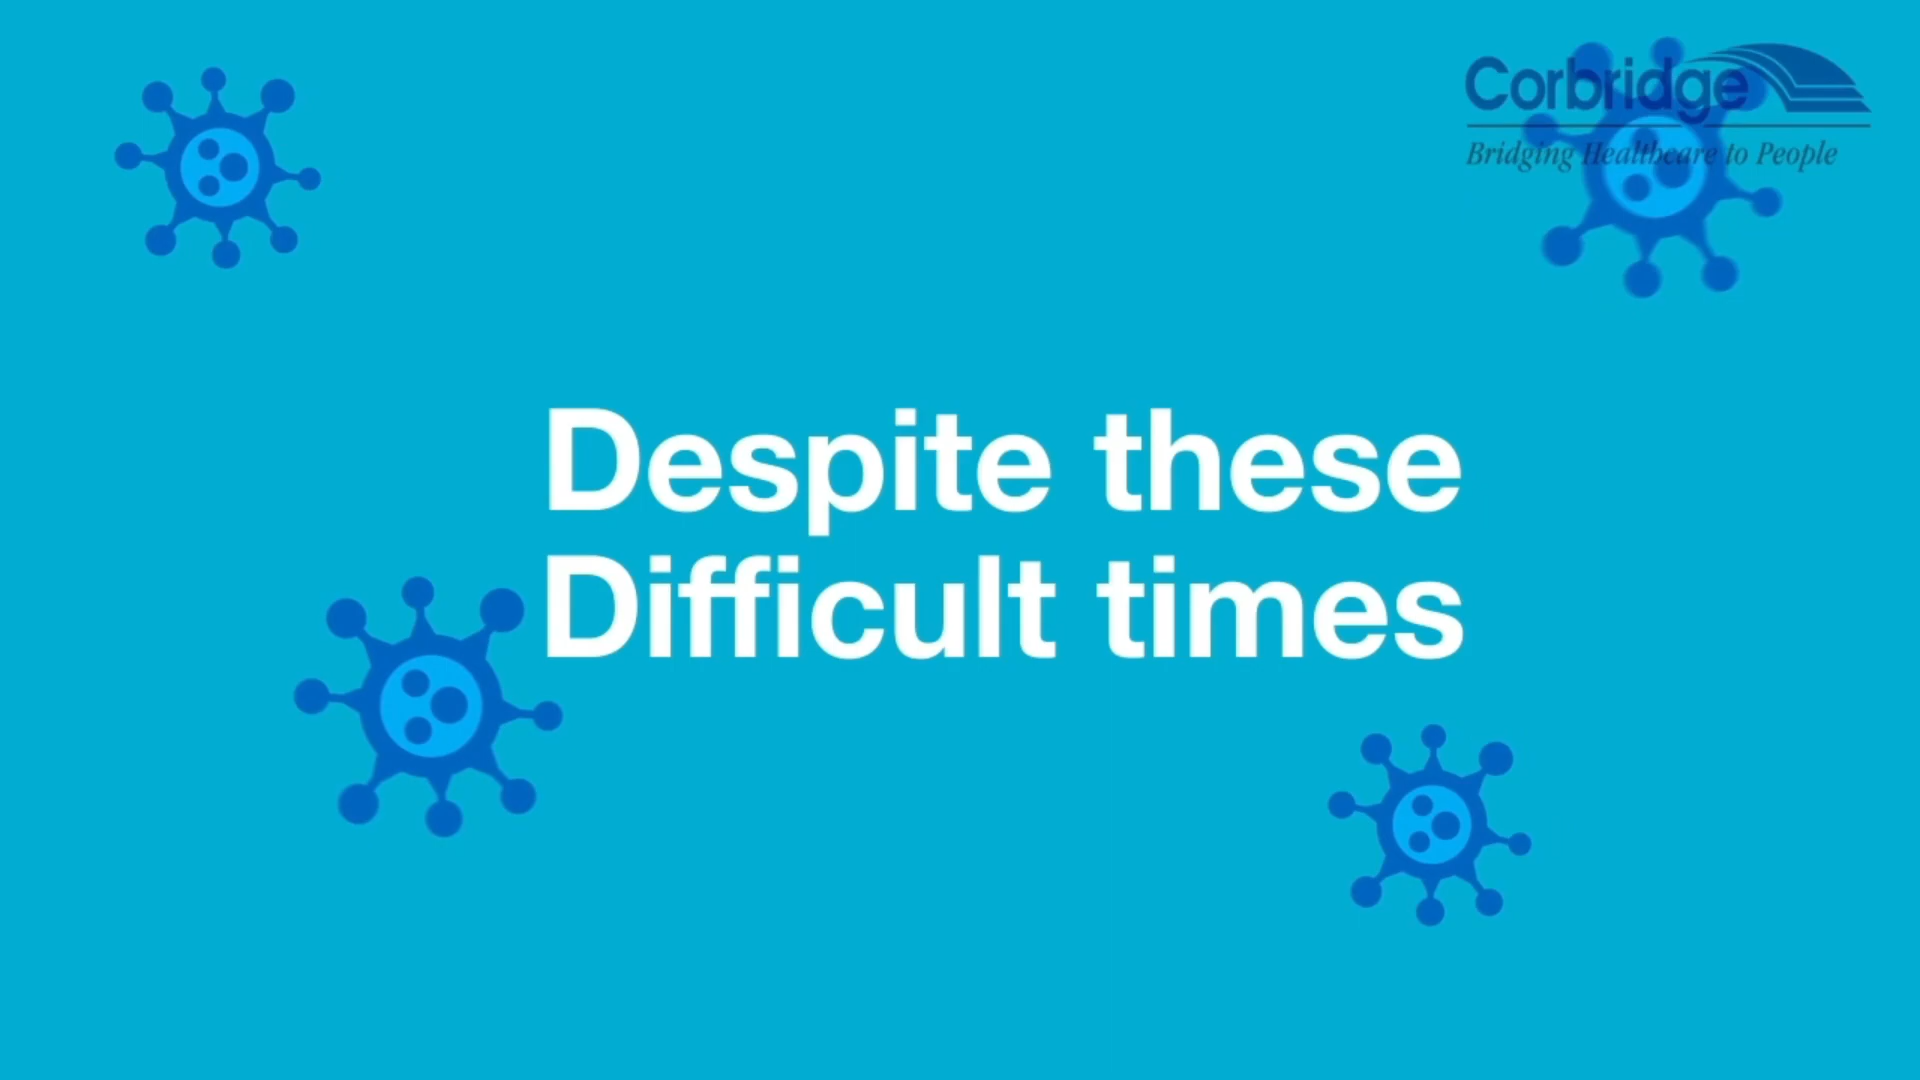 Corbridge
Bridging Healthcare to People
Despite these
Difficult times